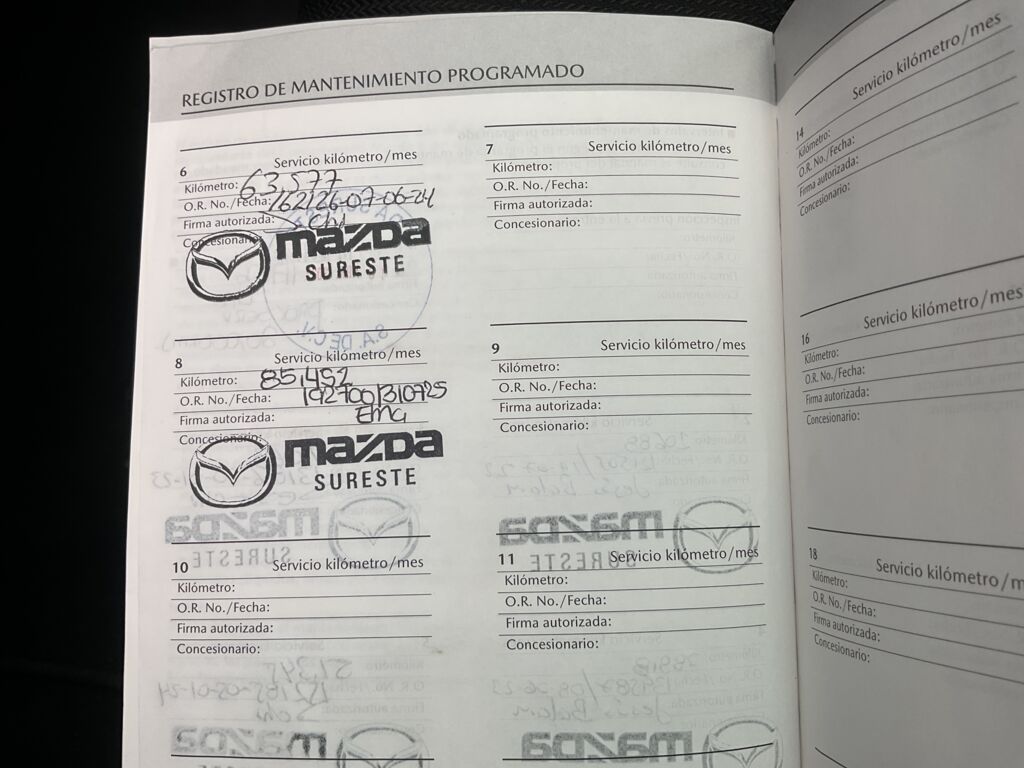 REGISTRO DE MANTENIMIENTO PROGRAMADO
6 Servicio kilómetro/mes
Kilómetro: 63,577
O.R. No./Fecha: 162126-07-06-24
Firma autorizada:
Concesionario:
mazda
SURESTE
S.A. DE C.V.
7 Servicio kilómetro/mes
Kilómetro:
O.R. No./Fecha:
Firma autorizada:
Concesionario:
8 Servicio kilómetro/mes
Kilómetro: 85,452
O.R. No./Fecha: 192700/310725
Firma autorizada: EMG
Concesionario:
mazda
SURESTE
9 Servicio kilómetro/mes
Kilómetro:
O.R. No./Fecha:
Firma autorizada:
Concesionario:
10 Servicio kilómetro/mes
Kilómetro:
O.R. No./Fecha:
Firma autorizada:
Concesionario:
11 Servicio kilómetro/mes
Kilómetro:
O.R. No./Fecha:
Firma autorizada:
Concesionario:
14 Servicio kilómetro/mes
Kilómetro:
O.R. No./Fecha:
Firma autorizada:
Concesionario:
16 Servicio kilómetro/mes
Kilómetro:
O.R. No./Fecha:
Firma autorizada:
Concesionario:
18 Servicio kilómetro/m
Kilómetro:
O.R. No./Fecha:
Firma autorizada:
Concesionario: